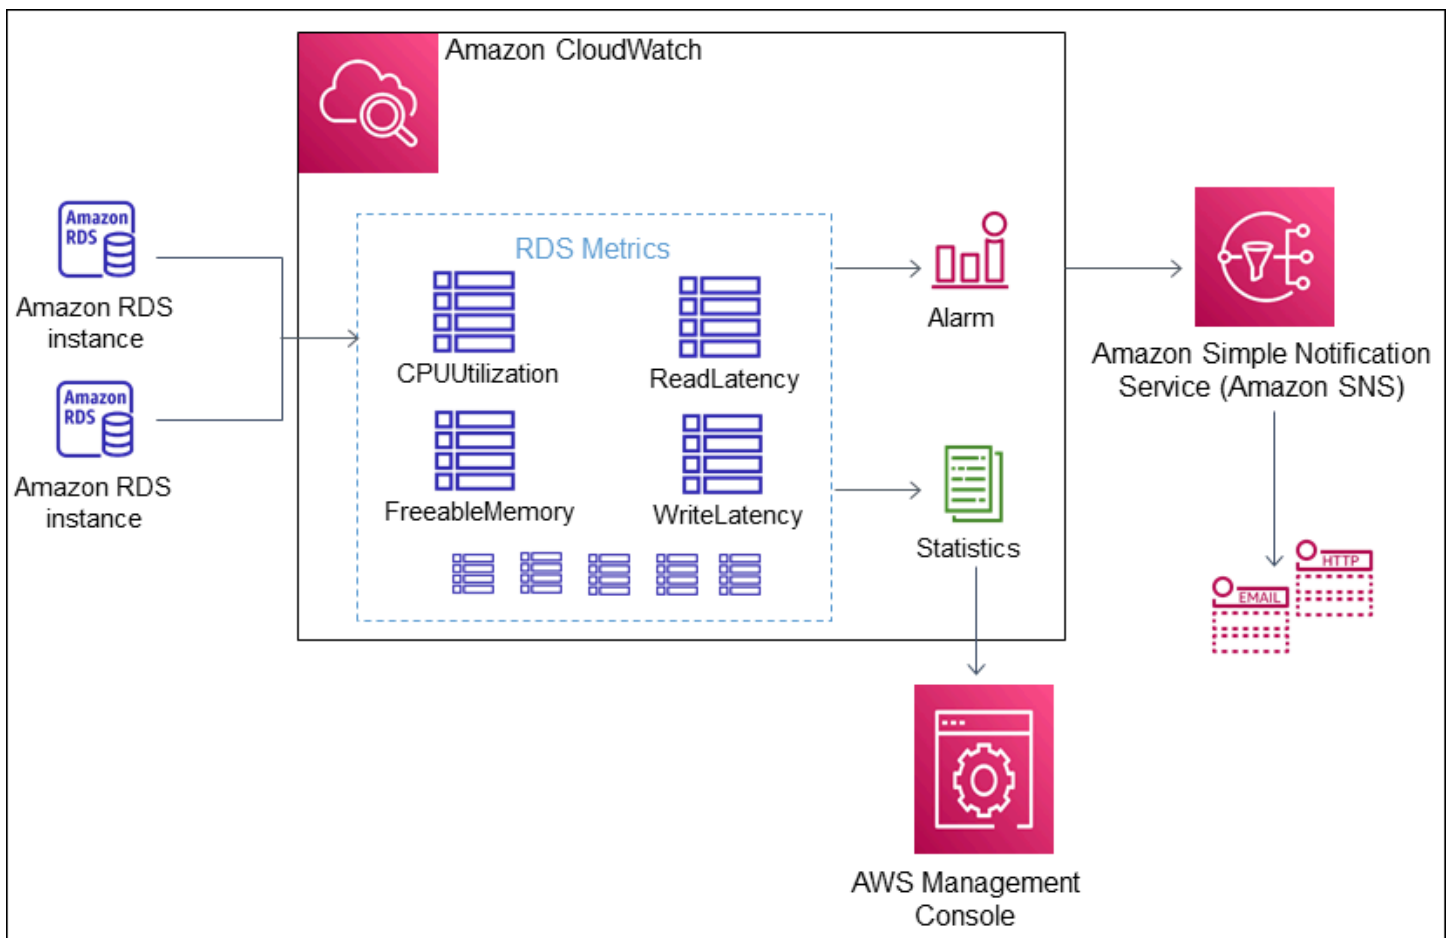 Amazon CloudWatch
Amazon
RDS
Amazon RDS
instance
Amazon
RDS
Amazon RDS
instance
RDS Metrics
CPUUtilization
ReadLatency
FreeableMemory
WriteLatency
Alarm
Statistics
Amazon Simple Notification
Service (Amazon SNS)
HTTP
EMAIL
AWS Management
Console